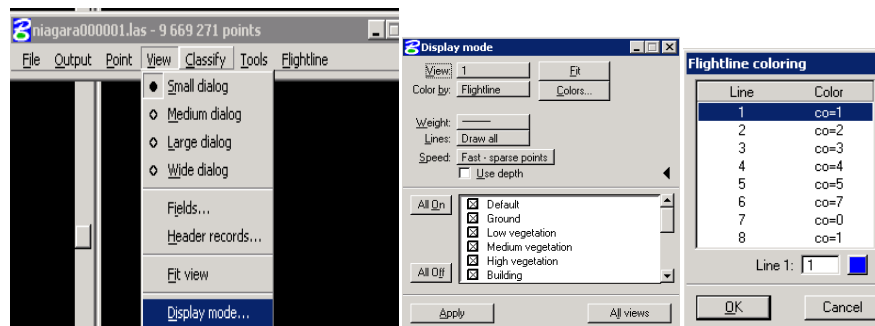 niagara000001.las - 9 669 271 points
File Output Point View Classify Tools Flightline
Small dialog
Medium dialog
Large dialog
Wide dialog
Fields...
Header records...
Fit view
Display mode...
Display mode
View: 1 Fit
Color by: Flightline Colors...
Weight:
Lines: Draw all
Speed: Fast - sparse points
Use depth
All On
Default
Ground
Low vegetation
Medium vegetation
High vegetation
All Off
Building
Apply All views
Flightline coloring
Line Color
1 co=1
2 co=2
3 co=3
4 co=4
5 co=5
6 co=7
7 co=0
8 co=1
Line 1: 1
OK Cancel